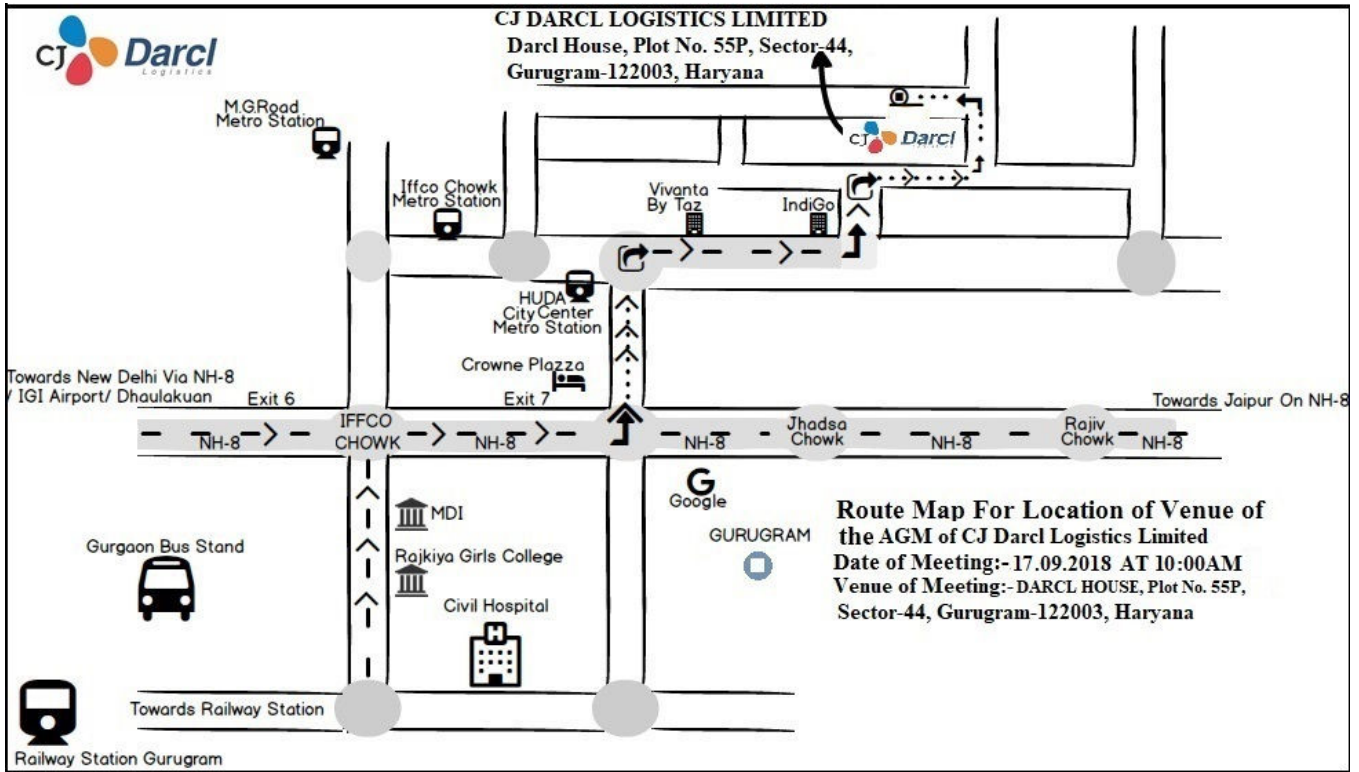 CJ DARCL LOGISTICS LIMITED
Darcl House, Plot No. 55P, Sector-44,
Gurugram-122003, Haryana
CJ Darcl
Logistics
M.G.Road
Metro Station
Iffco Chowk
Metro Station
Vivanta
By Taz
IndiGo
CJ Darcl
HUDA
City Center
Metro Station
Crowne Plazza
Towards New Delhi Via NH-8
/ IGI Airport/ Dhaulakuan
Exit 6
Exit 7
Towards Jaipur On NH-8
NH-8
IFFCO
CHOWK
NH-8
NH-8
Jhadsa
Chowk
NH-8
Rajiv
Chowk
NH-8
MDI
G
Google
Gurgaon Bus Stand
Rajkiya Girls College
GURUGRAM
Civil Hospital
H
Route Map For Location of Venue of
the AGM of CJ Darcl Logistics Limited
Date of Meeting:- 17.09.2018 AT 10:00AM
Venue of Meeting:- DARCL HOUSE, Plot No. 55P,
Sector-44, Gurugram-122003, Haryana
Towards Railway Station
Railway Station Gurugram